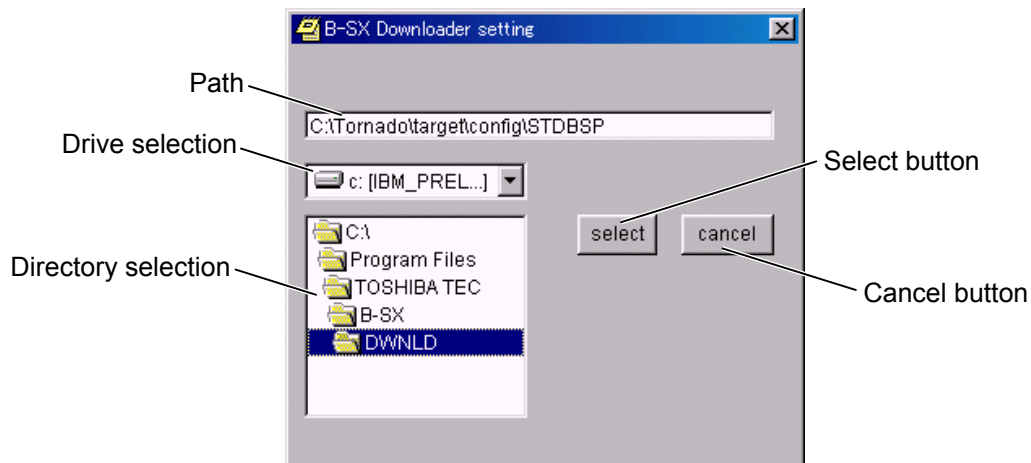 B-SX Downloader setting
Path
C:\Tornado\target\config\STDBSP
Drive selection
c: [IBM_PREL...]
Select button
select
cancel
C:\
Program Files
Directory selection
TOSHIBA TEC
B-SX
Cancel button
DWNLD